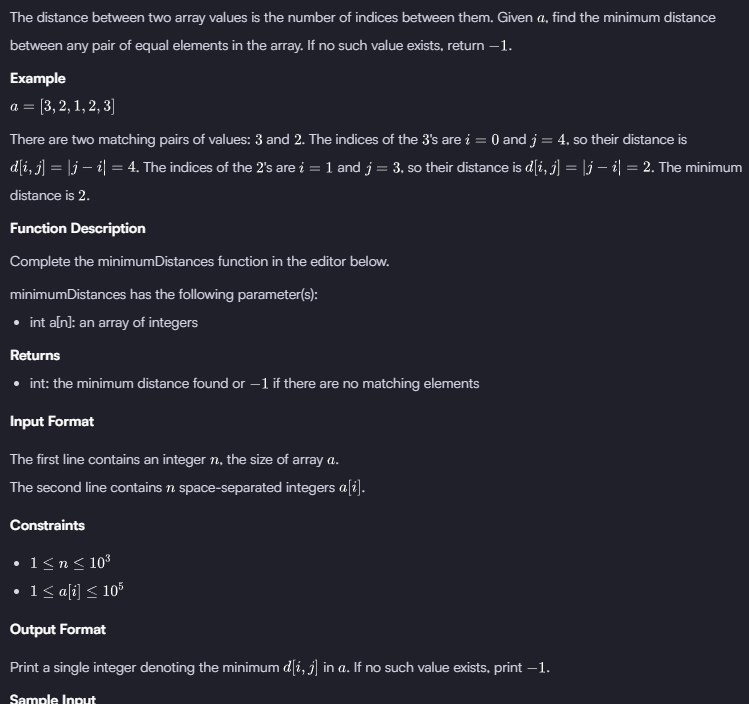 The distance between two array values is the number of indices between them. Given a, find the minimum distance
between any pair of equal elements in the array. If no such value exists, return −1.
Example
a = [3, 2, 1, 2, 3]
There are two matching pairs of values: 3 and 2. The indices of the 3's are i = 0 and j = 4, so their distance is
d[i, j] = |j − i| = 4. The indices of the 2's are i = 1 and j = 3, so their distance is d[i, j] = |j − i| = 2. The minimum
distance is 2.
Function Description
Complete the minimumDistances function in the editor below.
minimumDistances has the following parameter(s):
• int a[n]: an array of integers
Returns
• int: the minimum distance found or −1 if there are no matching elements
Input Format
The first line contains an integer n, the size of array a.
The second line contains n space-separated integers a[i].
Constraints
• 1 ≤ n ≤ 10³
• 1 ≤ a[i] ≤ 10⁵
Output Format
Print a single integer denoting the minimum d[i, j] in a. If no such value exists, print −1.
Sample Input